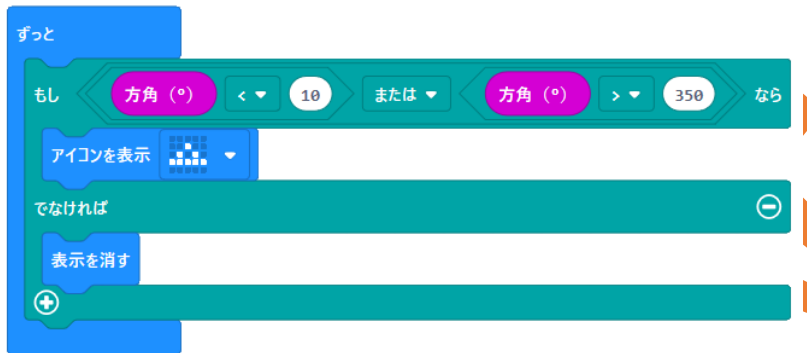 ずっと
もし 方角 (°) < 10 または 方角 (°) > 350 なら
アイコンを表示
でなければ
表示を消す